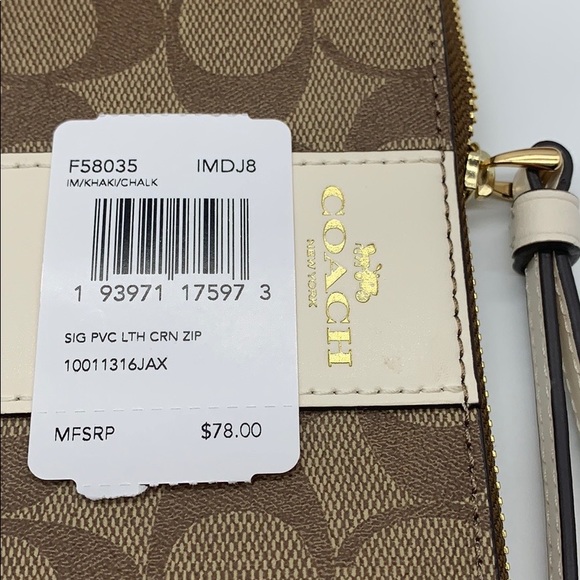 F58035 IMDJ8
IM/KHAKI/CHALK
1 93971 17597 3
SIG PVC LTH CRN ZIP
10011316JAX
MFSRP $78.00
COACH
NEW YORK